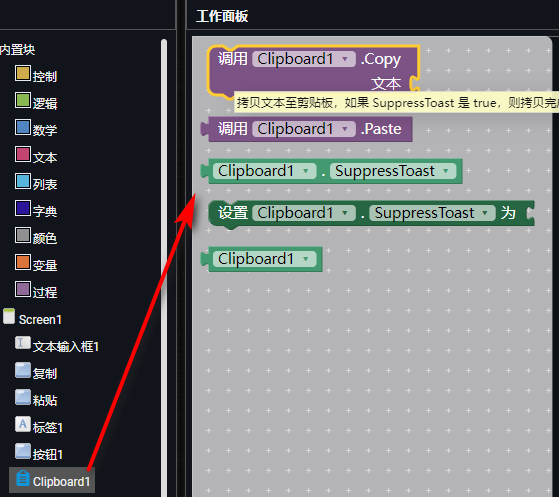 工作面板
内置块
控制
逻辑
数学
文本
列表
字典
颜色
变量
过程
Screen1
文本输入框1
复制
粘贴
标签1
按钮1
Clipboard1
调用 Clipboard1 .Copy
文本
拷贝文本至剪贴板，如果 SuppressToast 是 true，则拷贝完
调用 Clipboard1 .Paste
Clipboard1 . SuppressToast
设置 Clipboard1 . SuppressToast 为
Clipboard1